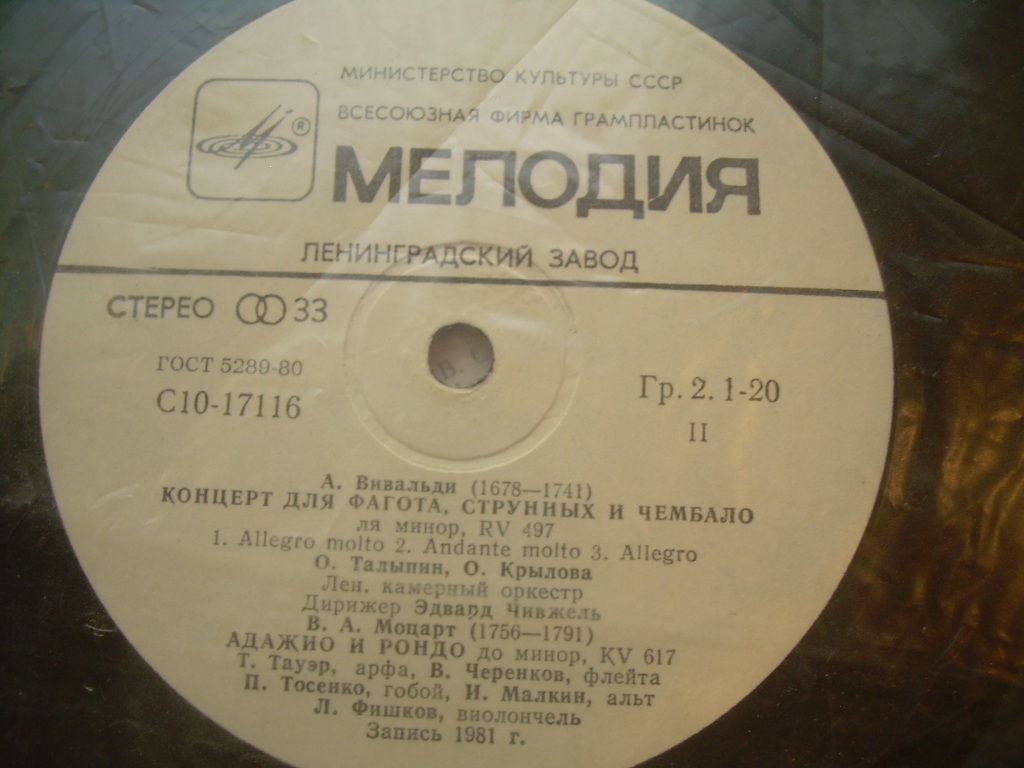 МИНИСТЕРСТВО КУЛЬТУРЫ СССР
ВСЕСОЮЗНАЯ ФИРМА ГРАМПЛАСТИНОК
®
МЕЛОДИЯ
ЛЕНИНГРАДСКИЙ ЗАВОД
СТЕРЕО 33
ГОСТ 5289-80
С10-17116
Гр. 2. 1-20
II
А. Вивальди (1678—1741)
КОНЦЕРТ ДЛЯ ФАГОТА, СТРУННЫХ И ЧЕМБАЛО
ля минор, RV 497
1. Allegro molto 2. Andante molto 3. Allegro
О. Талыпин, О. Крылова
Лен. камерный оркестр
Дирижер Эдвард Чивжель
В. А. Моцарт (1756—1791)
АДАЖИО И РОНДО до минор, KV 617
Т. Тауэр, арфа, В. Черенков, флейта
П. Тосенко, гобой, И. Малкин, альт
Л. Фишков, виолончель
Запись 1981 г.